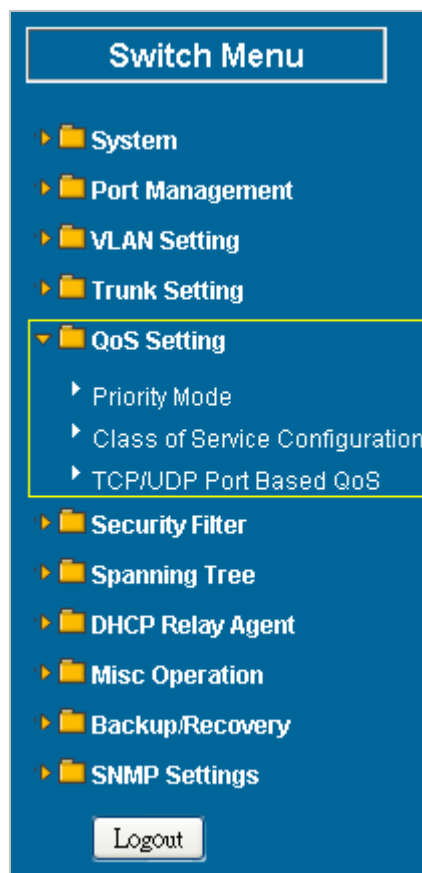 Switch Menu
System
Port Management
VLAN Setting
Trunk Setting
QoS Setting
Priority Mode
Class of Service Configuration
TCP/UDP Port Based QoS
Security Filter
Spanning Tree
DHCP Relay Agent
Misc Operation
Backup/Recovery
SNMP Settings
Logout